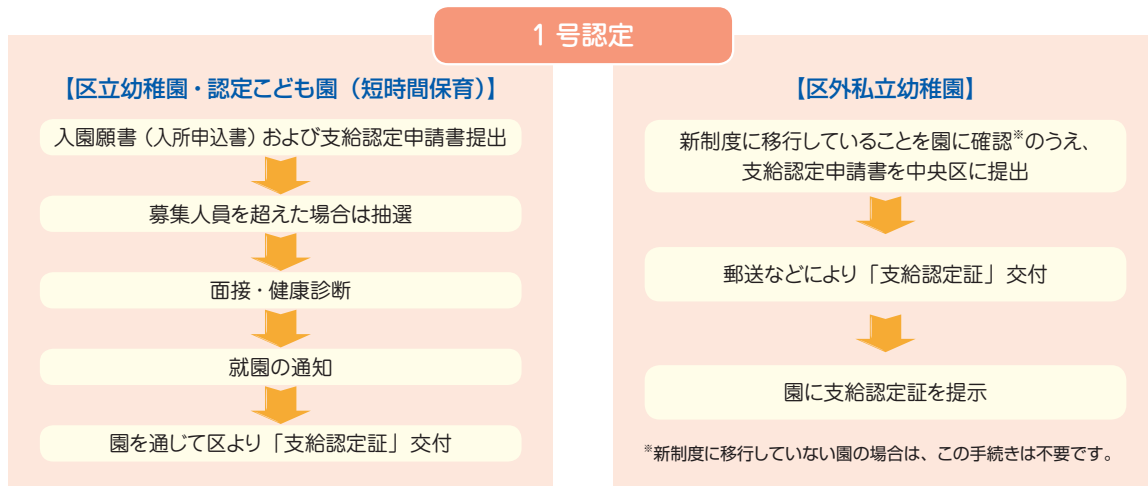 1 号認定
【区立幼稚園・認定こども園（短時間保育）】
入園願書（入所申込書）および支給認定申請書提出
募集人員を超えた場合は抽選
面接・健康診断
就園の通知
園を通じて区より「支給認定証」交付
【区外私立幼稚園】
新制度に移行していることを園に確認※のうえ、
支給認定申請書を中央区に提出
郵送などにより「支給認定証」交付
園に支給認定証を提示
※新制度に移行していない園の場合は、この手続きは不要です。